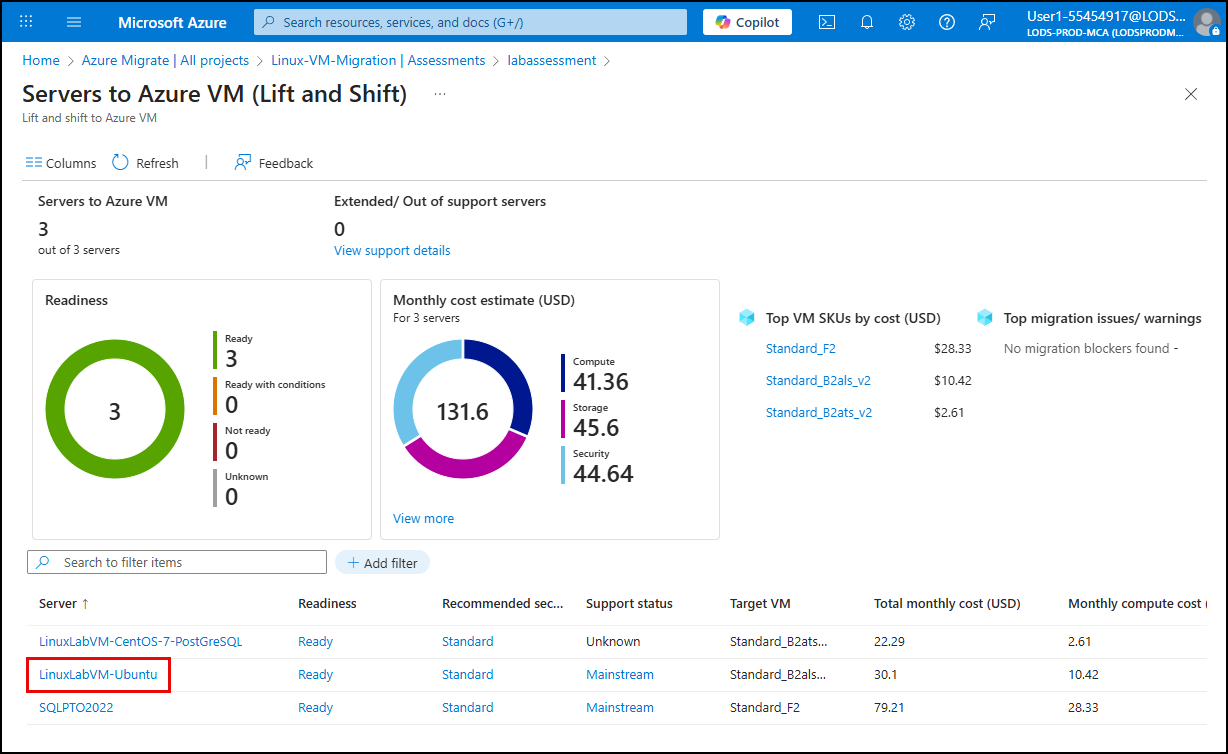 Microsoft Azure
Search resources, services, and docs (G+/)
Copilot
User1-55454917@LODS...
LODS-PROD-MCA (LODSPRODM...
Home > Azure Migrate | All projects > Linux-VM-Migration | Assessments > labassessment >
Servers to Azure VM (Lift and Shift) ...
Lift and shift to Azure VM
Columns Refresh | Feedback
Servers to Azure VM
3
out of 3 servers
Extended/ Out of support servers
0
View support details
Readiness
3
Ready
3
Ready with conditions
0
Not ready
0
Unknown
0
Monthly cost estimate (USD)
For 3 servers
131.6
Compute
41.36
Storage
45.6
Security
44.64
View more
Top VM SKUs by cost (USD)
Standard_F2 $28.33
Standard_B2als_v2 $10.42
Standard_B2ats_v2 $2.61
Top migration issues/ warnings
No migration blockers found -
Search to filter items
+ Add filter
Server ↑ Readiness Recommended sec... Support status Target VM Total monthly cost (USD) Monthly compute cost (
LinuxLabVM-CentOS-7-PostGreSQL Ready Standard Unknown Standard_B2ats... 22.29 2.61
LinuxLabVM-Ubuntu Ready Standard Mainstream Standard_B2als... 30.1 10.42
SQLPTO2022 Ready Standard Mainstream Standard_F2 79.21 28.33